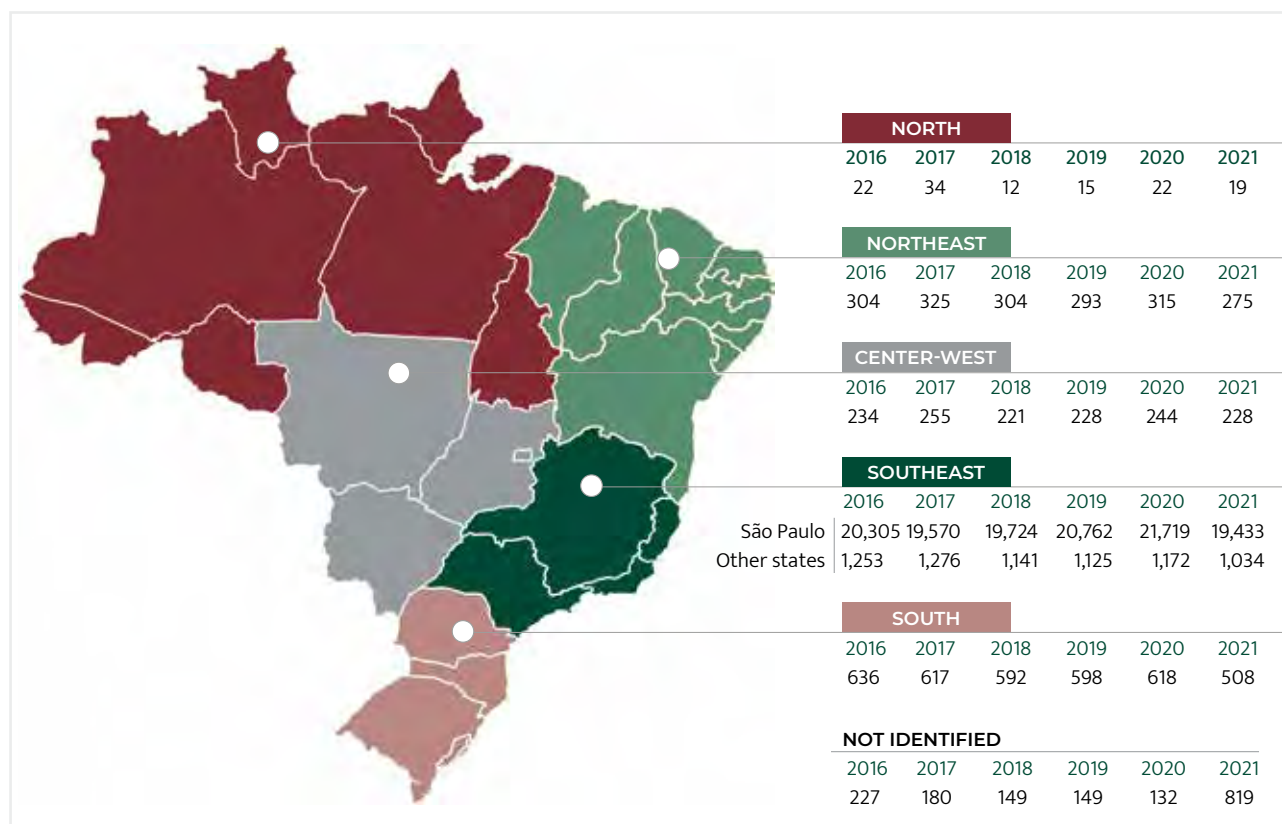 NORTH
2016 2017 2018 2019 2020 2021
22 34 12 15 22 19
NORTHEAST
2016 2017 2018 2019 2020 2021
304 325 304 293 315 275
CENTER-WEST
2016 2017 2018 2019 2020 2021
234 255 221 228 244 228
SOUTHEAST
2016 2017 2018 2019 2020 2021
São Paulo 20,305 19,570 19,724 20,762 21,719 19,433
Other states 1,253 1,276 1,141 1,125 1,172 1,034
SOUTH
2016 2017 2018 2019 2020 2021
636 617 592 598 618 508
NOT IDENTIFIED
2016 2017 2018 2019 2020 2021
227 180 149 149 132 819